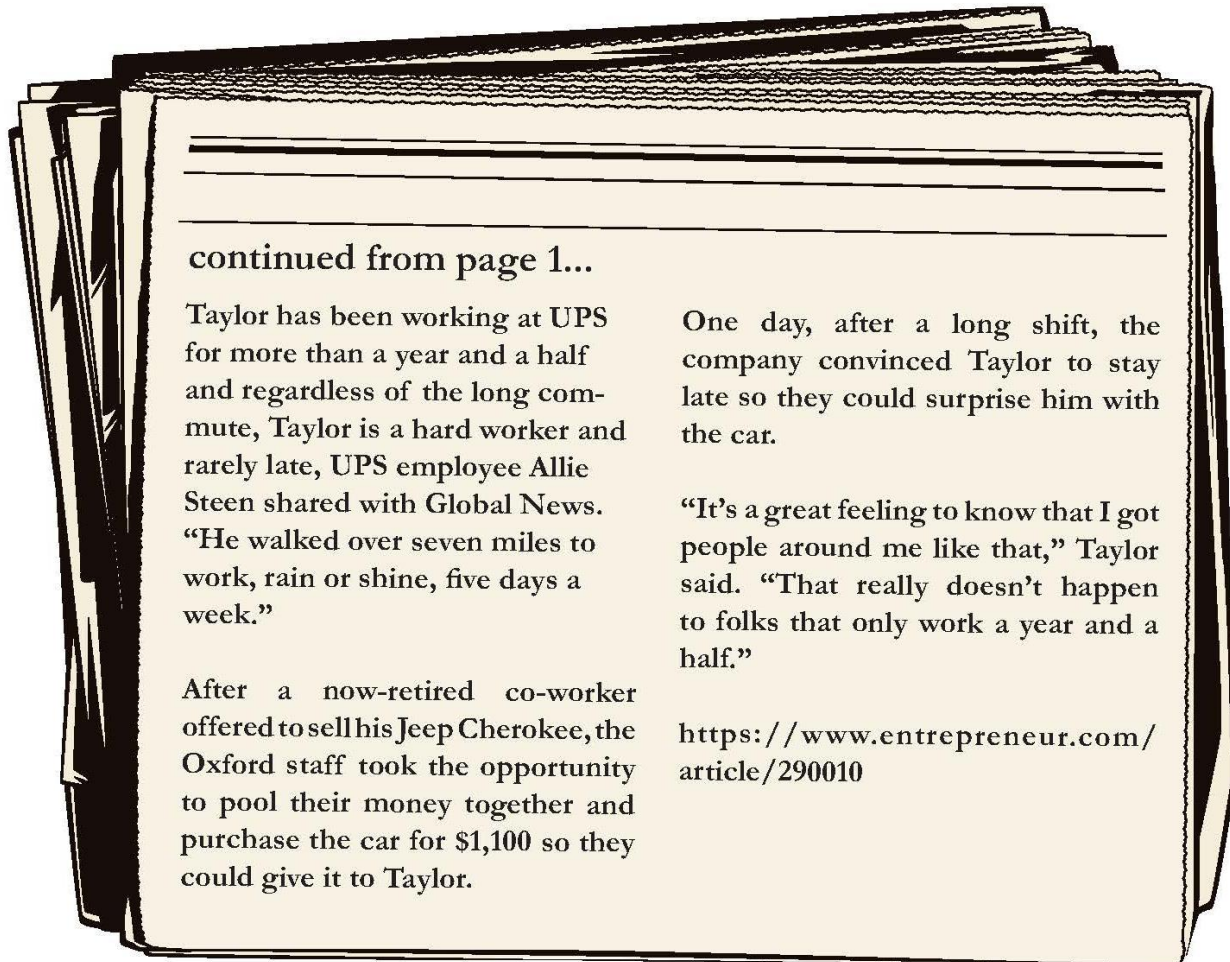 continued from page 1...
Taylor has been working at UPS
for more than a year and a half
and regardless of the long com-
mute, Taylor is a hard worker and
rarely late, UPS employee Allie
Steen shared with Global News.
“He walked over seven miles to
work, rain or shine, five days a
week.”
After a now-retired co-worker
offered to sell his Jeep Cherokee, the
Oxford staff took the opportunity
to pool their money together and
purchase the car for $1,100 so they
could give it to Taylor.
One day, after a long shift, the
company convinced Taylor to stay
late so they could surprise him with
the car.
“It’s a great feeling to know that I got
people around me like that,” Taylor
said. “That really doesn’t happen
to folks that only work a year and a
half.”
https://www.entrepreneur.com/
article/290010